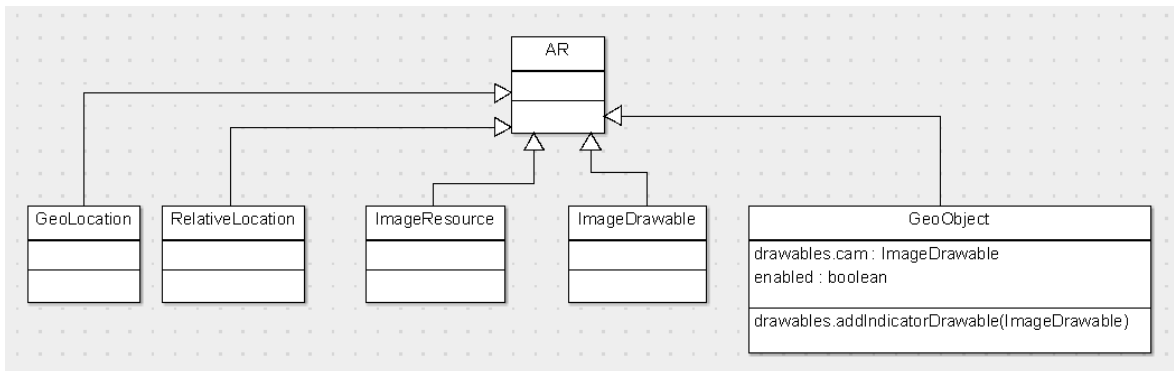 AR
GeoLocation
RelativeLocation
ImageResource
ImageDrawable
GeoObject
drawables.cam : ImageDrawable
enabled : boolean
drawables.addIndicatorDrawable(ImageDrawable)